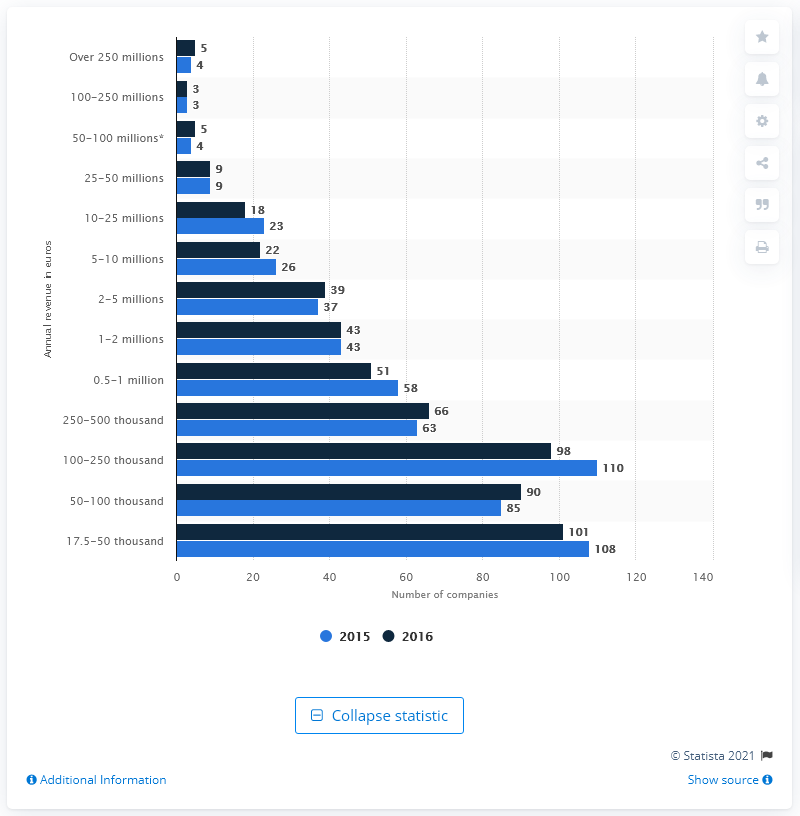 Over 250 millions
5
4
100–250 millions
3
3
50–100 millions*
5
4
25–50 millions
9
9
10–25 millions
18
23
5–10 millions
22
26
2–5 millions
39
37
1–2 millions
43
43
0.5–1 million
51
58
250–500 thousand
66
63
100–250 thousand
98
110
50–100 thousand
90
85
17.5–50 thousand
101
108
Annual revenue in euros
0 20 40 60 80 100 120 140
Number of companies
2015 2016
Collapse statistic
© Statista 2021
Additional Information
Show source